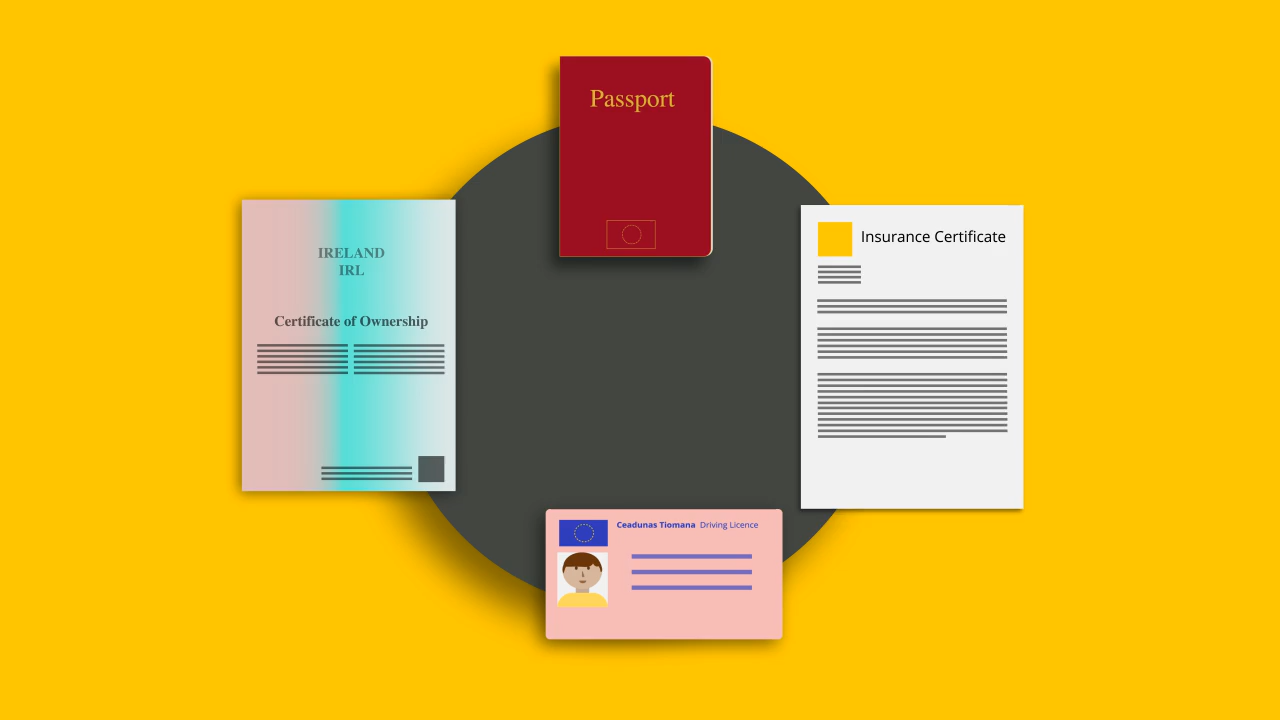 Passport
IRELAND
IRL
Certificate of Ownership
Insurance Certificate
Ceadunas Tiomana Driving Licence